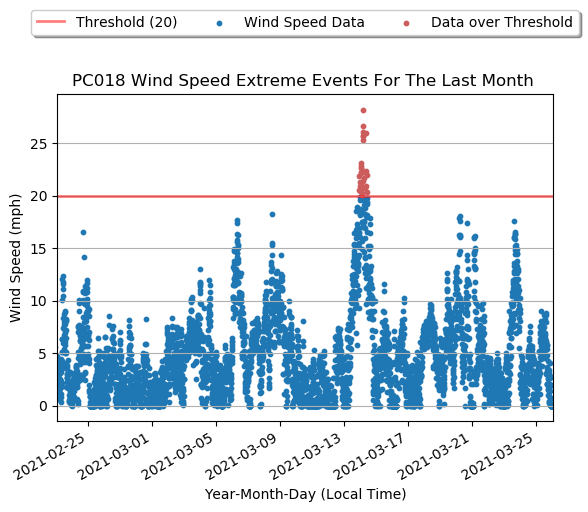 Threshold (20) Wind Speed Data Data over Threshold
PC018 Wind Speed Extreme Events For The Last Month
25
20
15
10
5
0
Wind Speed (mph)
2021-02-25 2021-03-01 2021-03-05 2021-03-09 2021-03-13 2021-03-17 2021-03-21 2021-03-25
Year-Month-Day (Local Time)